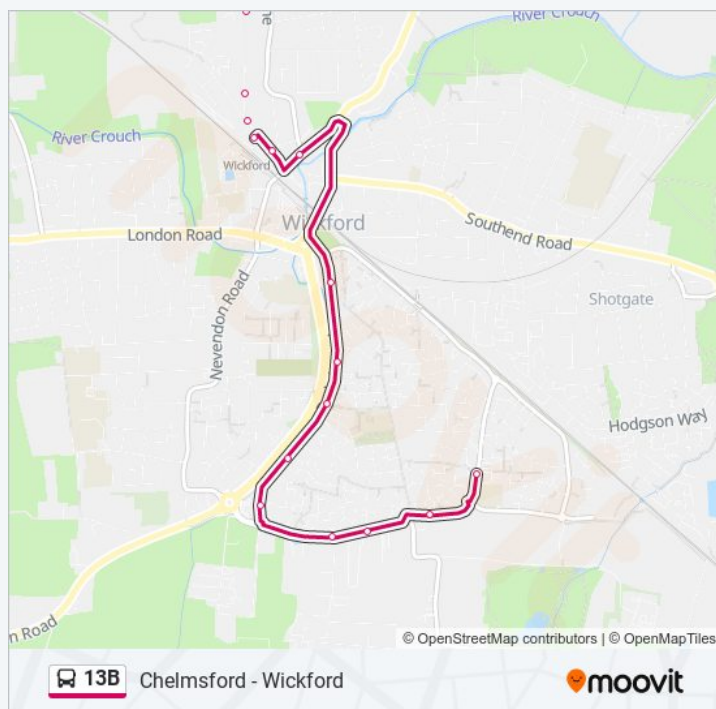 River Crouch
ne
River Crouch
Wickford
Wickford
London Road
Southend Road
Nevendon Road
Shotgate
Hodgson Way
n Road
© OpenStreetMap contributors | © OpenMapTiles
13B Chelmsford - Wickford
moovit